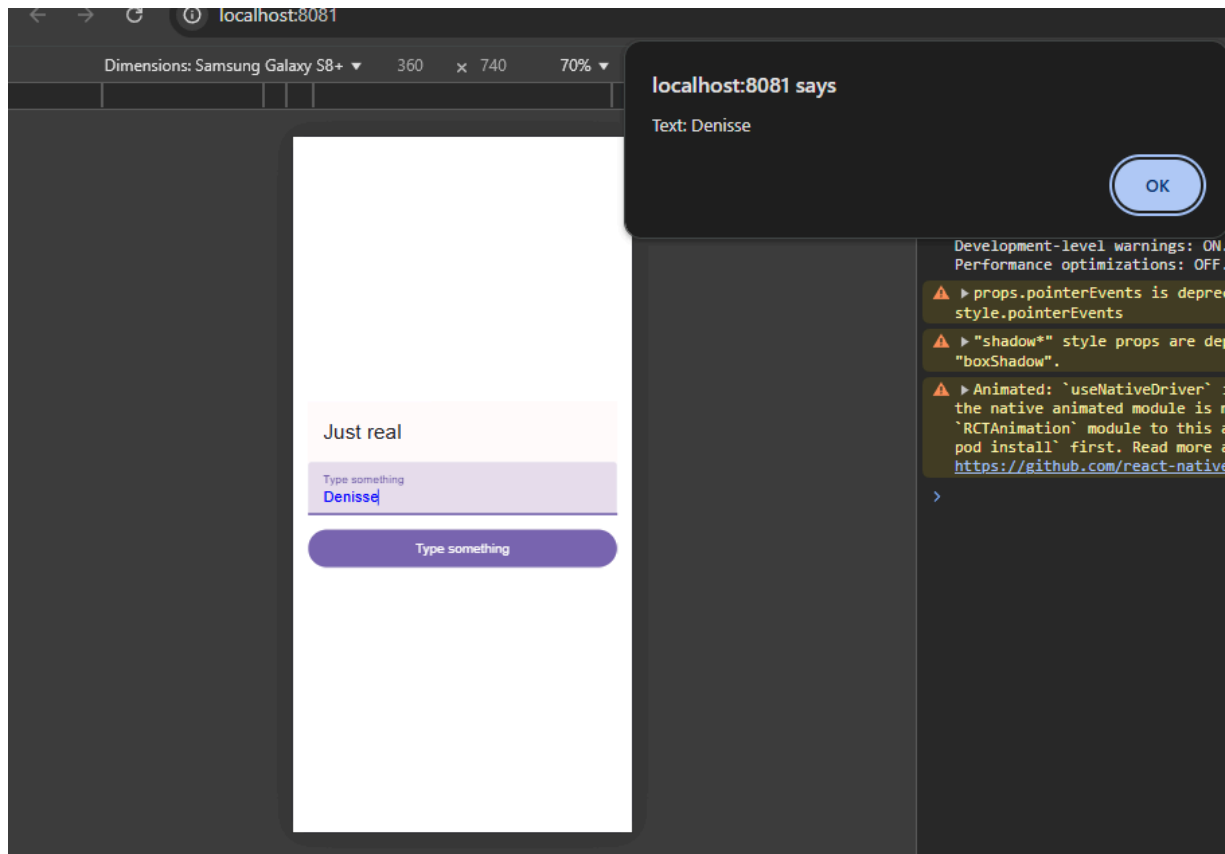 localhost:8081
Dimensions: Samsung Galaxy S8+ 360 x 740 70%
localhost:8081 says
Text: Denisse
OK
Development-level warnings: ON.
Performance optimizations: OFF.
props.pointerEvents is
style.pointerEvents
"shadow*" style props are
"boxShadow".
Animated: `useNativeDriver`
the native animated module is
`RCTAnimation` module to this
pod install` first. Read more
https://github.com/react-native
Just real
Type something
Denisse
Type something